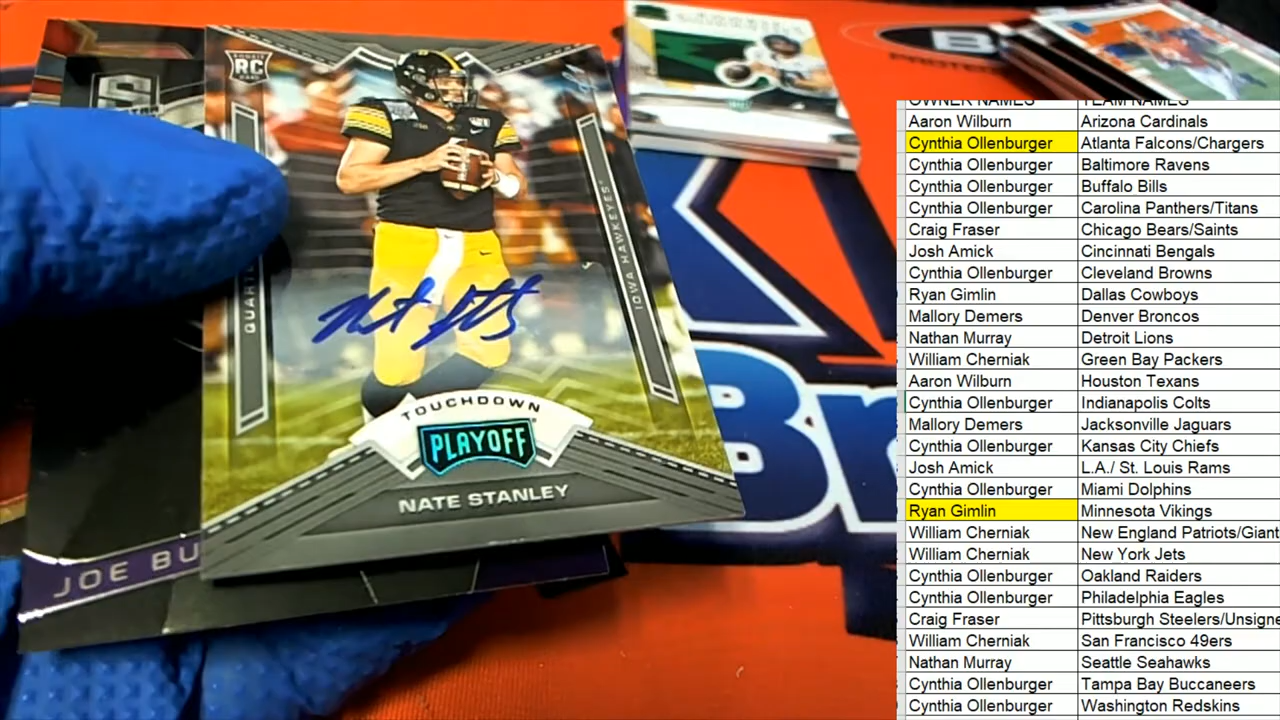 ROOKIE
RC
QUART
IOWA HAWKEYES
TOUCHDOWN
PLAYOFF
NATE STANLEY
JOE BU
Br
OWNER NAMES TEAM NAMES
Aaron Wilburn Arizona Cardinals
Cynthia Ollenburger Atlanta Falcons/Chargers
Cynthia Ollenburger Baltimore Ravens
Cynthia Ollenburger Buffalo Bills
Cynthia Ollenburger Carolina Panthers/Titans
Craig Fraser Chicago Bears/Saints
Josh Amick Cincinnati Bengals
Cynthia Ollenburger Cleveland Browns
Ryan Gimlin Dallas Cowboys
Mallory Demers Denver Broncos
Nathan Murray Detroit Lions
William Cherniak Green Bay Packers
Aaron Wilburn Houston Texans
Cynthia Ollenburger Indianapolis Colts
Mallory Demers Jacksonville Jaguars
Cynthia Ollenburger Kansas City Chiefs
Josh Amick L.A./ St. Louis Rams
Cynthia Ollenburger Miami Dolphins
Ryan Gimlin Minnesota Vikings
William Cherniak New England Patriots/Giant
William Cherniak New York Jets
Cynthia Ollenburger Oakland Raiders
Cynthia Ollenburger Philadelphia Eagles
Craig Fraser Pittsburgh Steelers/Unsigne
William Cherniak San Francisco 49ers
Nathan Murray Seattle Seahawks
Cynthia Ollenburger Tampa Bay Buccaneers
Cynthia Ollenburger Washington Redskins